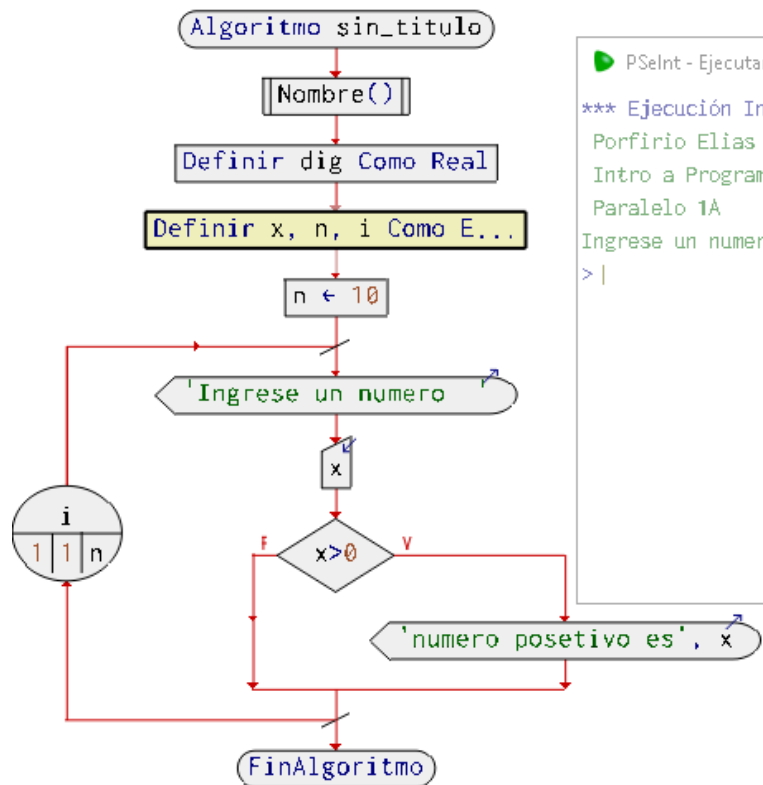 Algoritmo sin_titulo
Nombre()
Definir dig Como Real
Definir x, n, i Como E...
n ← 10
'Ingrese un numero  '
x
i
1 1 n
F
x>0
V
'numero posetivo es', x
FinAlgoritmo
PSeInt - Ejecuta
*** Ejecución In
Porfirio Elias
Intro a Program
Paralelo 1A
Ingrese un numer
> |